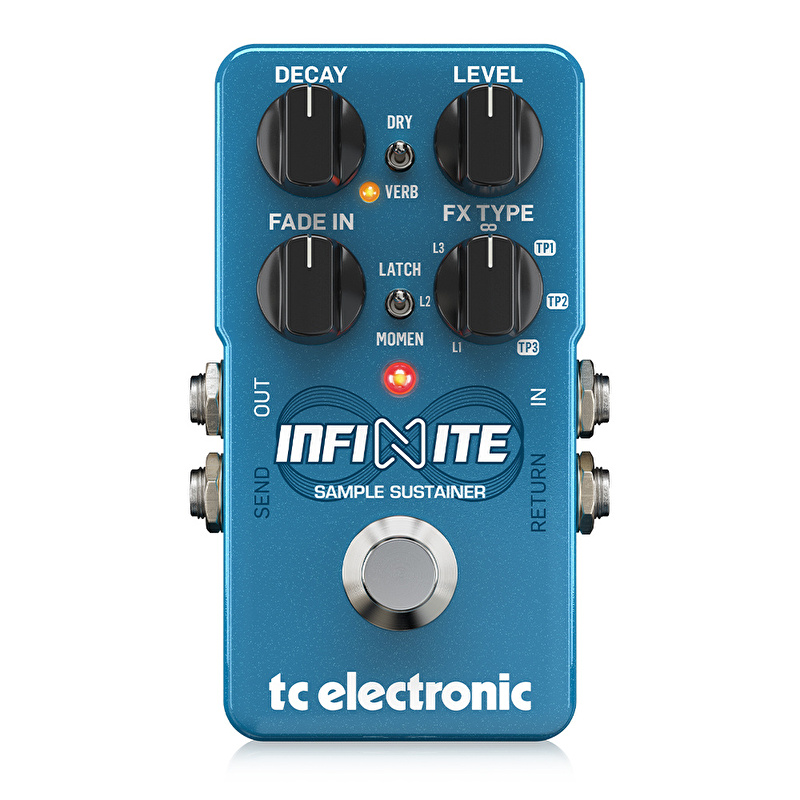 DECAY
LEVEL
DRY
VERB
FADE IN
FX TYPE
∞
L3
TP1
LATCH
L2
TP2
MOMEN
L1
TP3
OUT
IN
INFINITE
SEND
SAMPLE SUSTAINER
RETURN
tc electronic